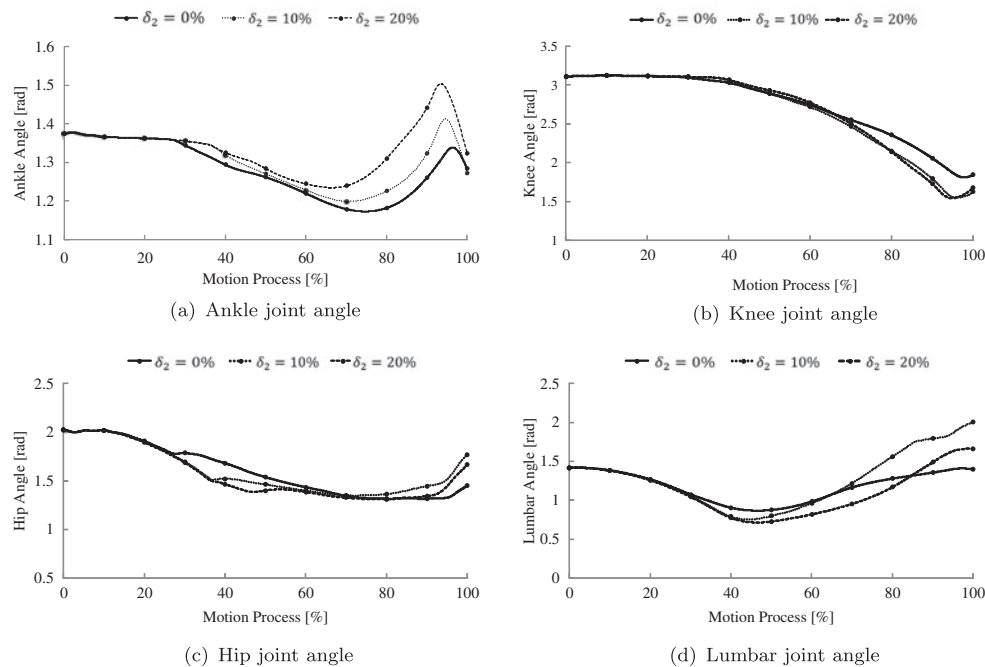 δ₂ = 0% δ₂ = 10% δ₂ = 20%
1.6
1.5
1.4
1.3
1.2
1.1
Ankle Angle [rad]
0 20 40 60 80 100
Motion Process [%]
(a) Ankle joint angle
δ₂ = 0% δ₂ = 10% δ₂ = 20%
3.5
3
2.5
2
1.5
1
Knee Angle [rad]
0 20 40 60 80 100
Motion Process [%]
(b) Knee joint angle
δ₂ = 0% δ₂ = 10% δ₂ = 20%
2.5
2
1.5
1
0.5
Hip Angle [rad]
0 20 40 60 80 100
Motion Process [%]
(c) Hip joint angle
δ₂ = 0% δ₂ = 10% δ₂ = 20%
2.5
2
1.5
1
0.5
0
Lumbar Angle [rad]
0 20 40 60 80 100
Motion Process [%]
(d) Lumbar joint angle